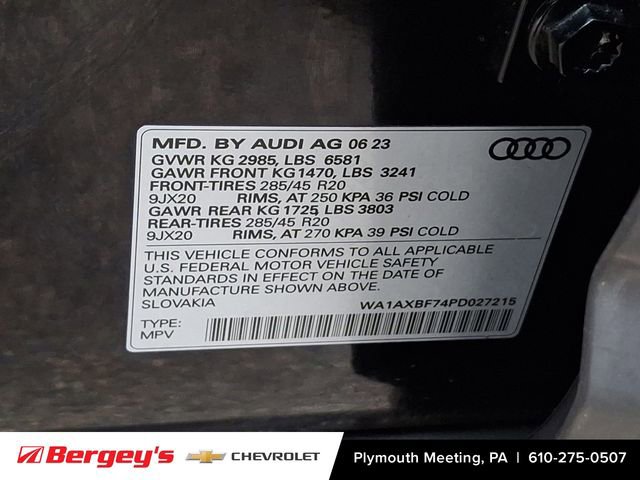 MFD. BY AUDI AG 06 23
GVWR KG 2985, LBS 6581
GAWR FRONT KG1470, LBS 3241
FRONT-TIRES 285/45 R20
9JX20 RIMS, AT 250 KPA 36 PSI COLD
GAWR REAR KG 1725, LBS 3803
REAR-TIRES 285/45 R20
9JX20 RIMS, AT 270 KPA 39 PSI COLD
THIS VEHICLE CONFORMS TO ALL APPLICABLE
U.S. FEDERAL MOTOR VEHICLE SAFETY
STANDARDS IN EFFECT ON THE DATE OF
MANUFACTURE SHOWN ABOVE.
SLOVAKIA WA1AXBF74PD027215
TYPE:
MPV
Bergey's CHEVROLET Plymouth Meeting, PA | 610-275-0507